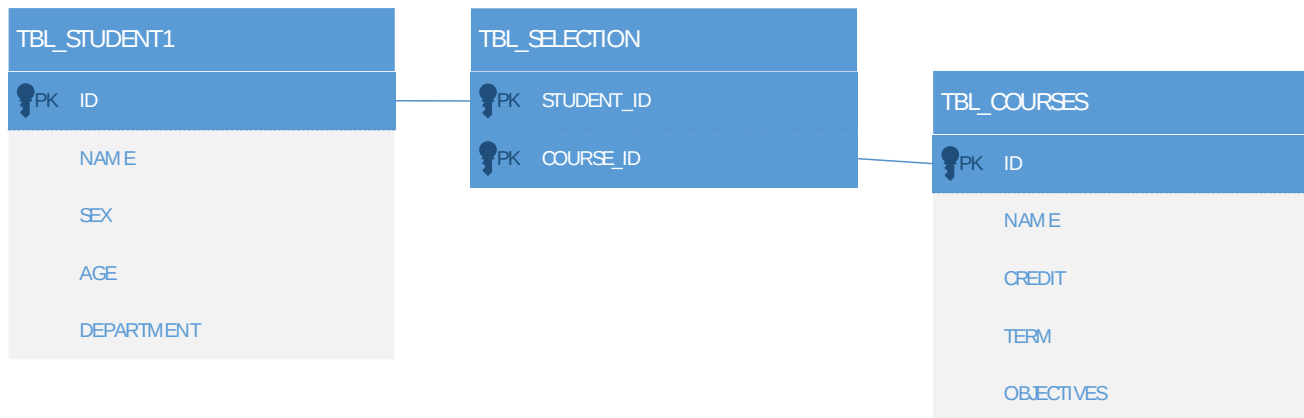 TBL_STUDENT1
PK ID
NAME
SEX
AGE
DEPARTMENT
TBL_SELECTION
PK STUDENT_ID
PK COURSE_ID
TBL_COURSES
PK ID
NAME
CREDIT
TERM
OBJECTIVES